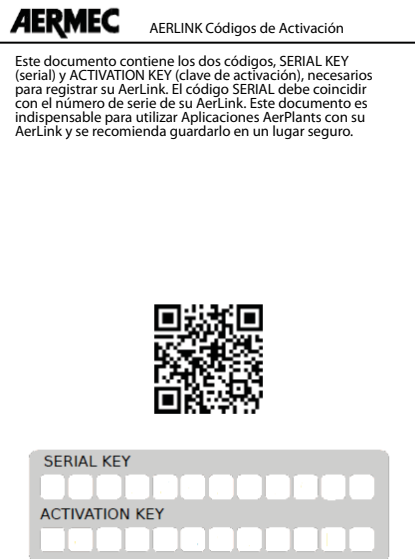 AERMEC AERLINK Códigos de Activación
Este documento contiene los dos códigos, SERIAL KEY
(serial) y ACTIVATION KEY (clave de activación), necesarios
para registrar su AerLink. El código SERIAL debe coincidir
con el número de serie de su AerLink. Este documento es
indispensable para utilizar Aplicaciones AerPlants con su
AerLink y se recomienda guardarlo en un lugar seguro.
SERIAL KEY
ACTIVATION KEY